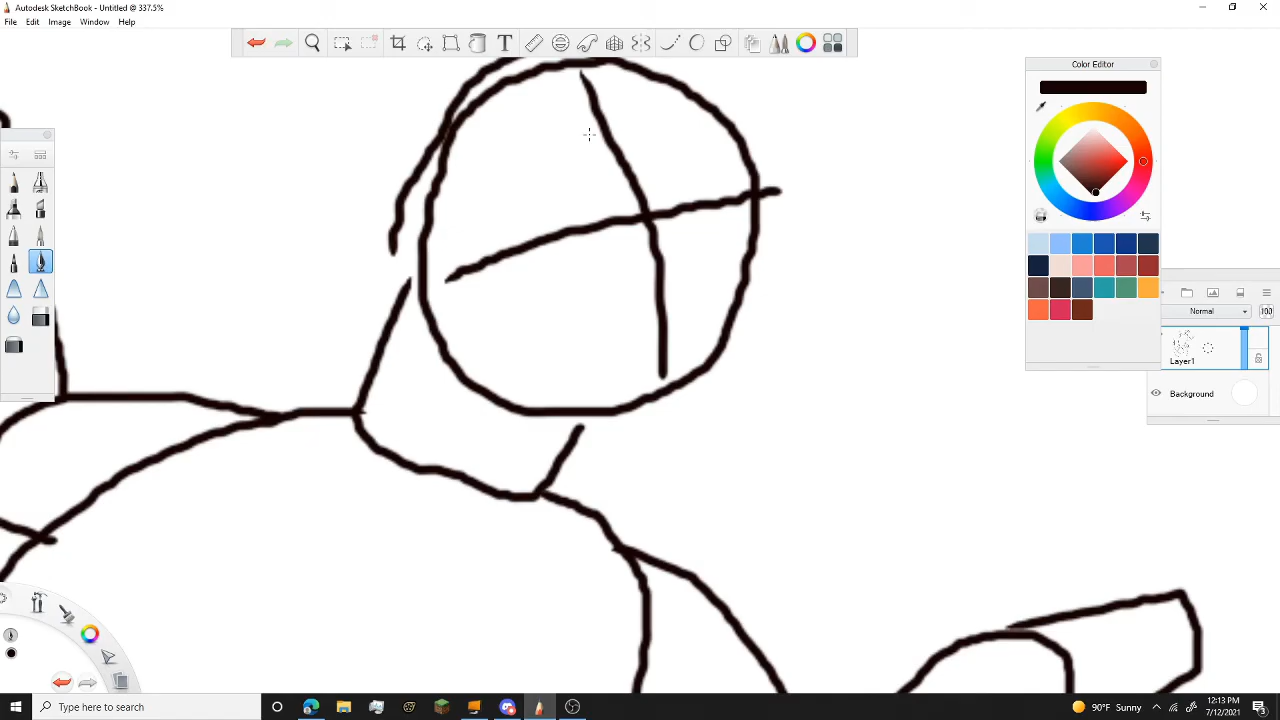 Autodesk SketchBook - Untitled @ 337.5%
File Edit Image Window Help
Color Editor
Normal
100
Layer1
Background
Type here to search
90°F Sunny
12:13 PM
7/12/2021